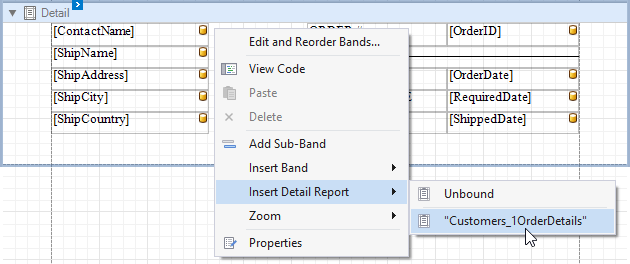 Detail
[ContactName] [OrderID]
[ShipName]
[ShipAddress] [OrderDate]
[ShipCity] [RequiredDate]
[ShipCountry] [ShippedDate]
Edit and Reorder Bands...
View Code
Paste
Delete
Add Sub-Band
Insert Band
Insert Detail Report
Zoom
Properties
Unbound
"Customers_1OrderDetails"